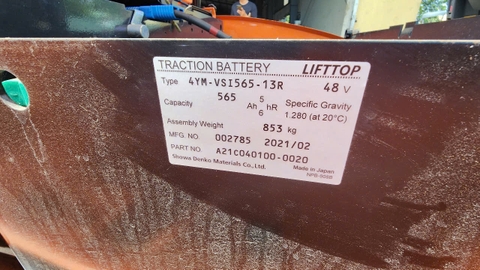 TRACTION BATTERY LIFTTOP
Type 4YM-VSI565-13R 48 V
Capacity 565 Ah 5/6 hR Specific Gravity 1.280 (at 20°C)
Assembly Weight 853 kg
MFG. NO. 002785 2021/02
PART NO. A21C040100-0020
Showa Denko Materials Co., Ltd. Made in Japan